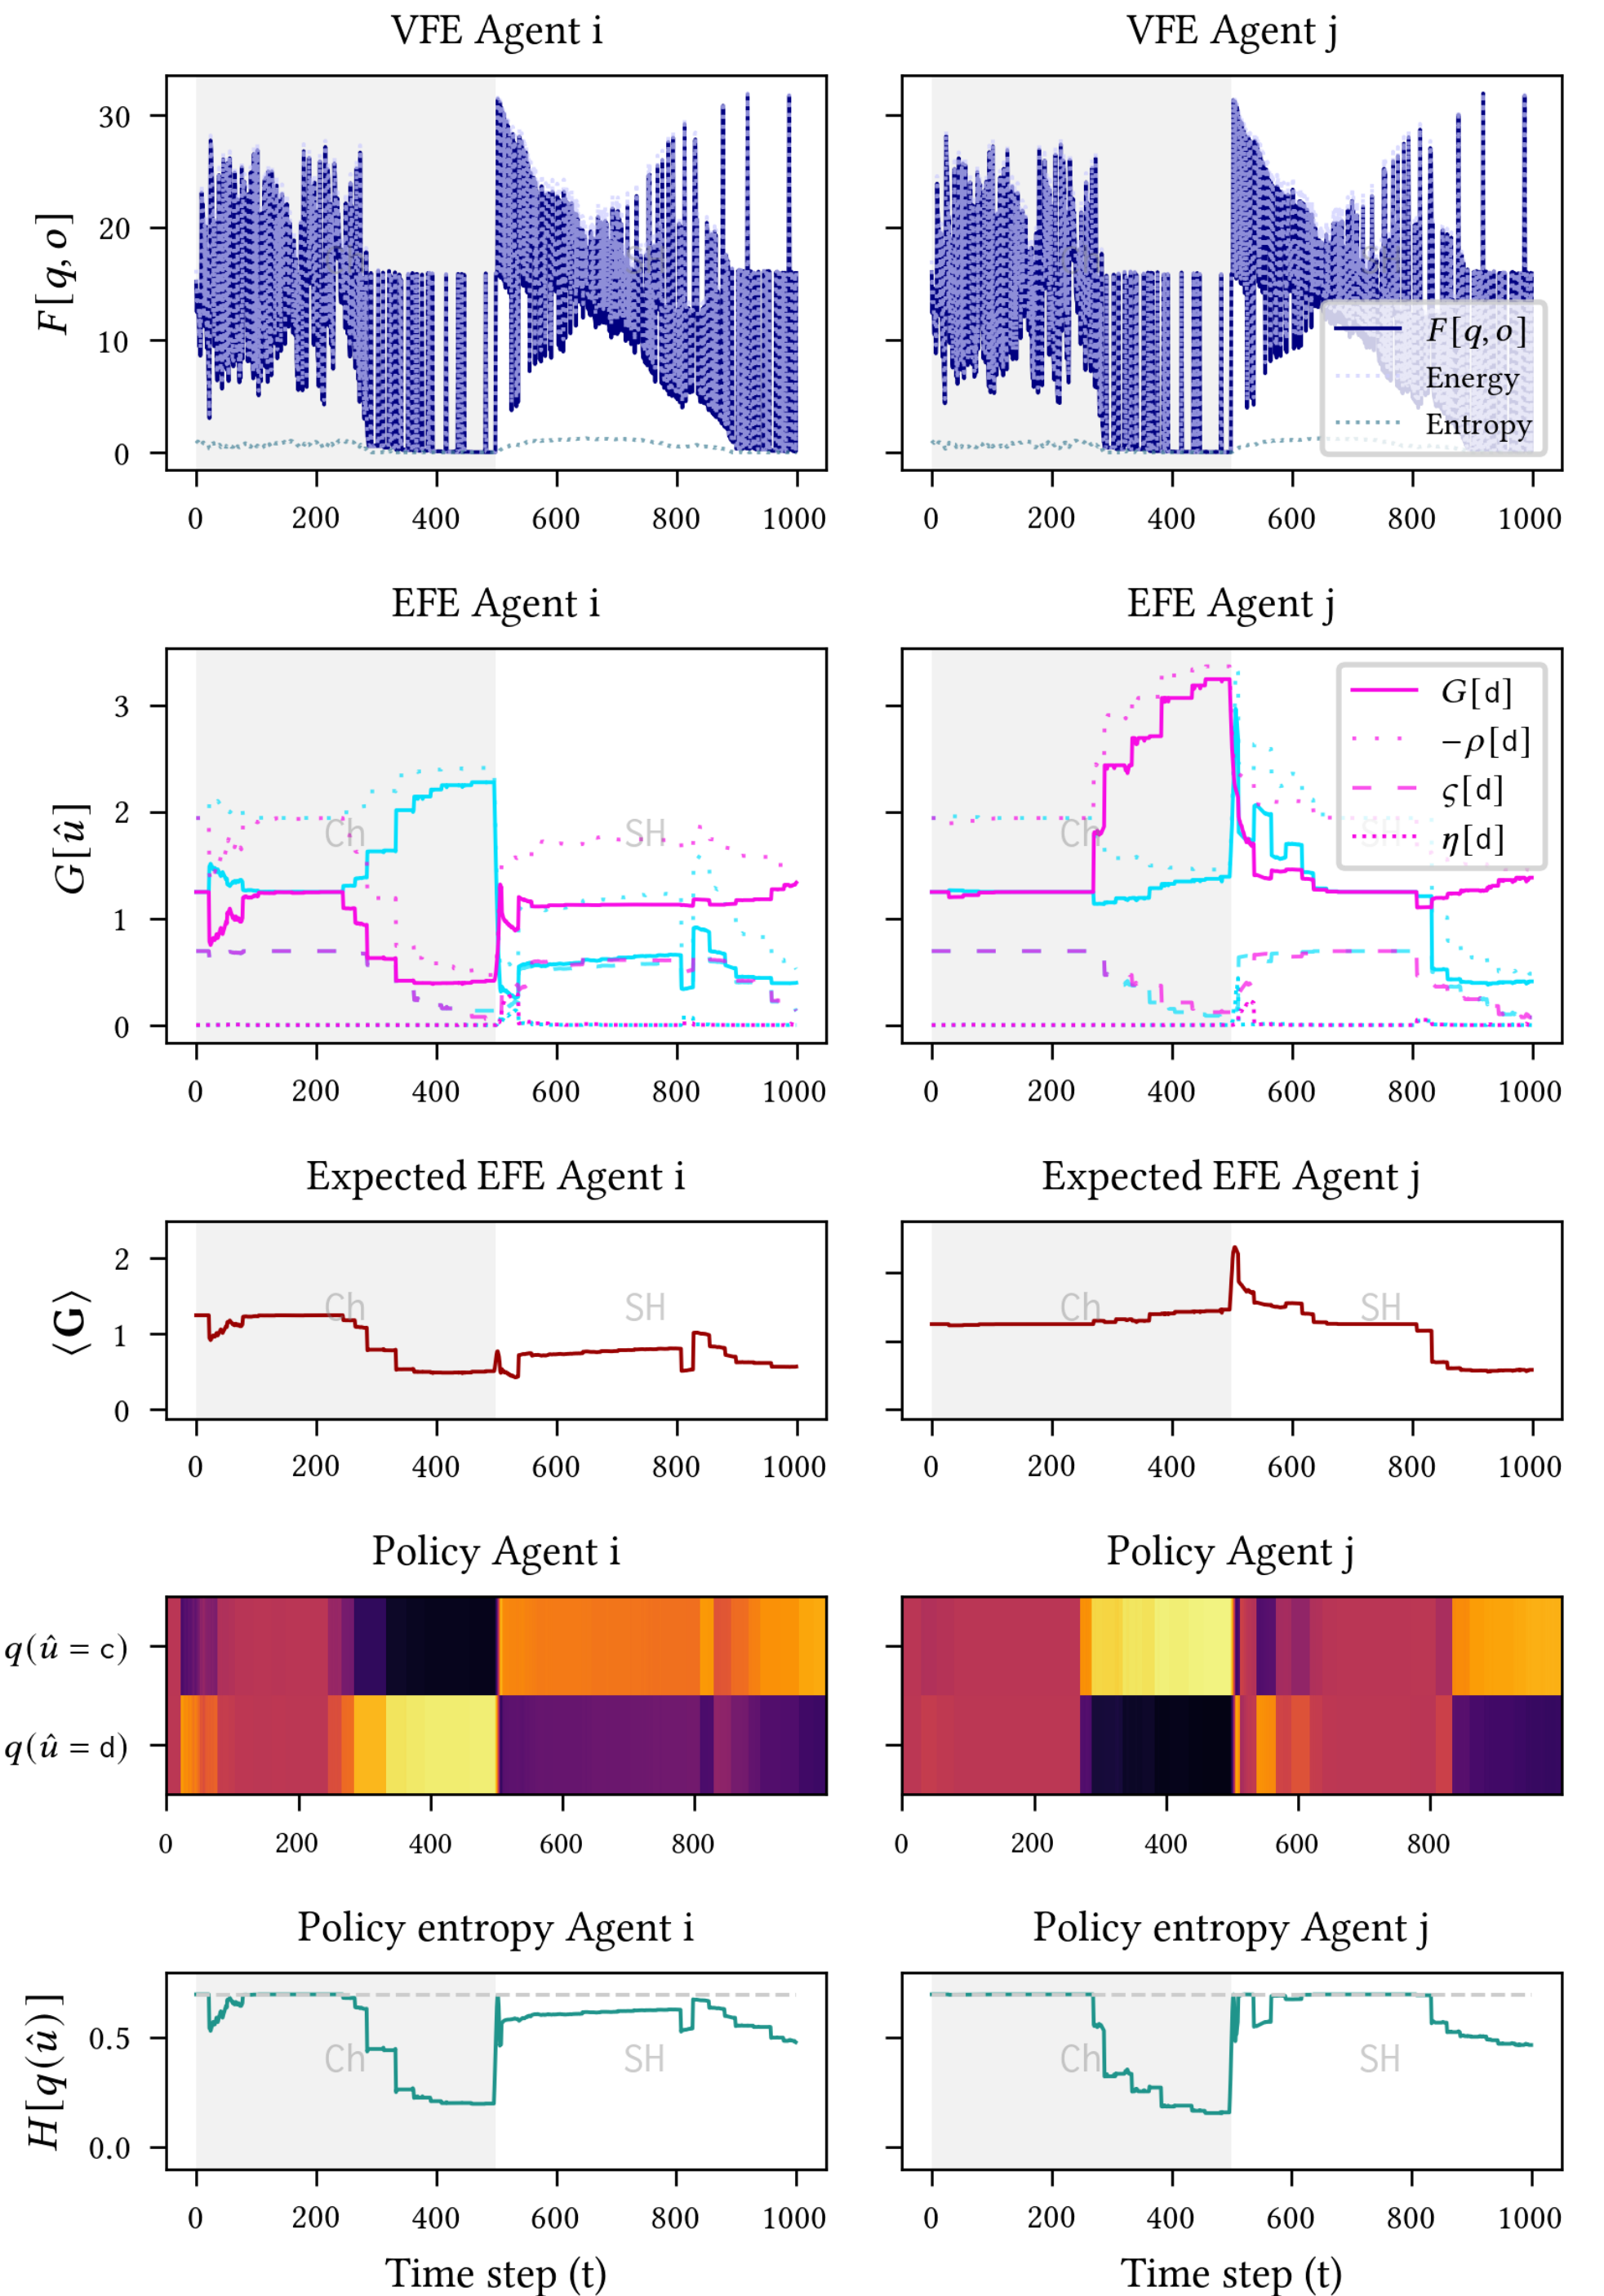 VFE Agent i
VFE Agent j
F[q, o]
30
20
10
0
F[q, o]
Energy
Entropy
0 200 400 600 800 1000
0 200 400 600 800 1000
EFE Agent i
EFE Agent j
G[û]
3
2
1
0
Ch
SH
Ch
SH
G[d]
−ρ[d]
ς[d]
η[d]
0 200 400 600 800 1000
0 200 400 600 800 1000
Expected EFE Agent i
Expected EFE Agent j
⟨G⟩
2
1
0
Ch
SH
Ch
SH
0 200 400 600 800 1000
0 200 400 600 800 1000
Policy Agent i
Policy Agent j
q(û = c)
q(û = d)
0 200 400 600 800
0 200 400 600 800
Policy entropy Agent i
Policy entropy Agent j
H[q(û)]
0.5
0.0
Ch
SH
Ch
SH
0 200 400 600 800 1000
0 200 400 600 800 1000
Time step (t)
Time step (t)